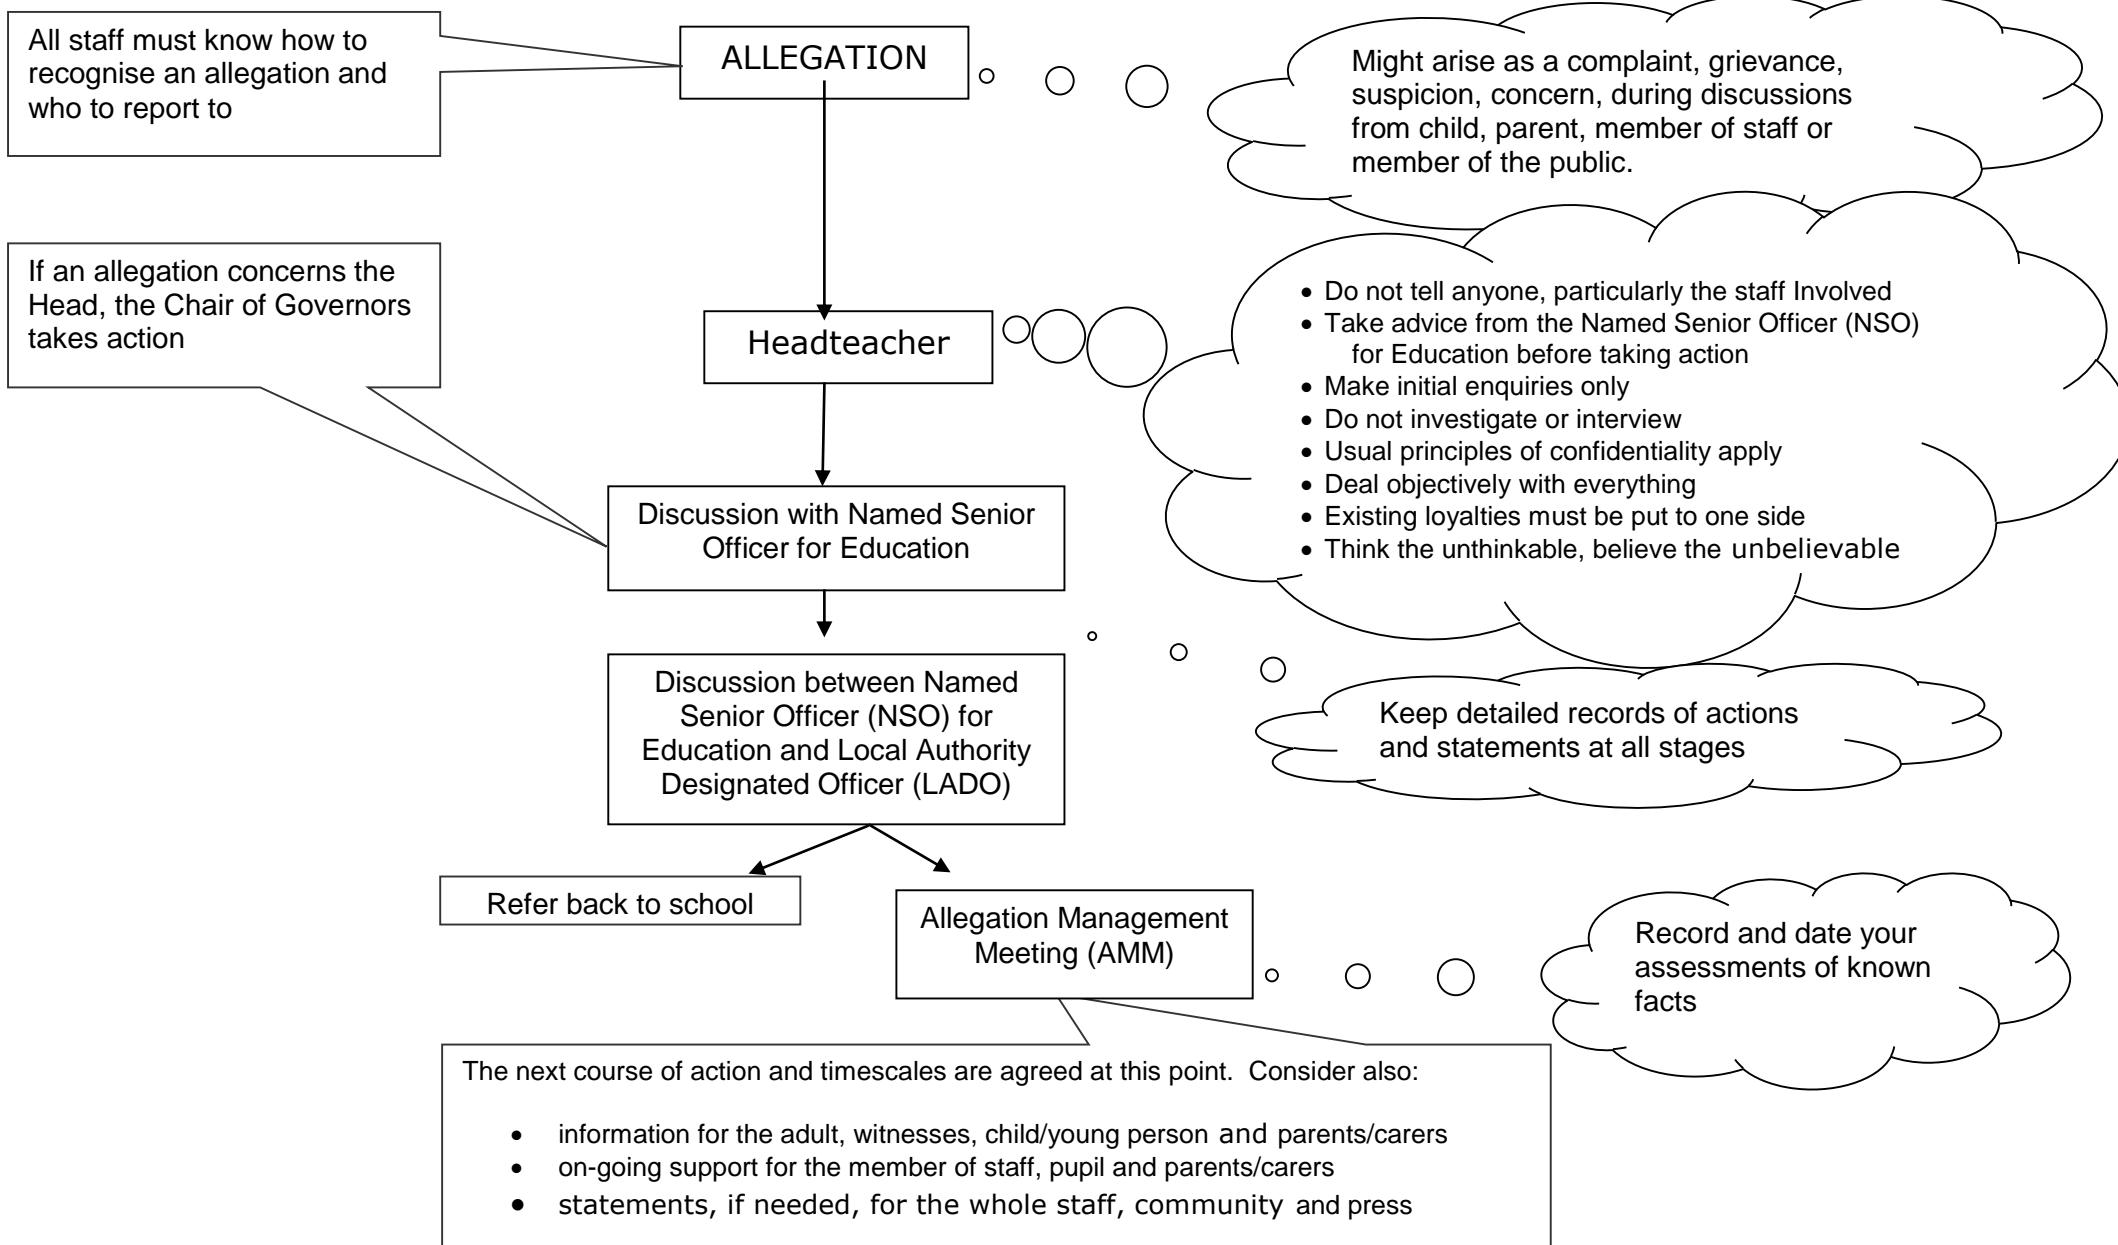 All staff must know how to
recognise an allegation and
who to report to
ALLEGATION
Might arise as a complaint, grievance,
suspicion, concern, during discussions
from child, parent, member of staff or
member of the public.
If an allegation concerns the
Head, the Chair of Governors
takes action
Headteacher
• Do not tell anyone, particularly the staff Involved
• Take advice from the Named Senior Officer (NSO)
for Education before taking action
• Make initial enquiries only
• Do not investigate or interview
• Usual principles of confidentiality apply
• Deal objectively with everything
• Existing loyalties must be put to one side
• Think the unthinkable, believe the unbelievable
Discussion with Named Senior
Officer for Education
Discussion between Named
Senior Officer (NSO) for
Education and Local Authority
Designated Officer (LADO)
Keep detailed records of actions
and statements at all stages
Refer back to school
Allegation Management
Meeting (AMM)
Record and date your
assessments of known
facts
The next course of action and timescales are agreed at this point.  Consider also:
• information for the adult, witnesses, child/young person and parents/carers
• on-going support for the member of staff, pupil and parents/carers
• statements, if needed, for the whole staff, community and press